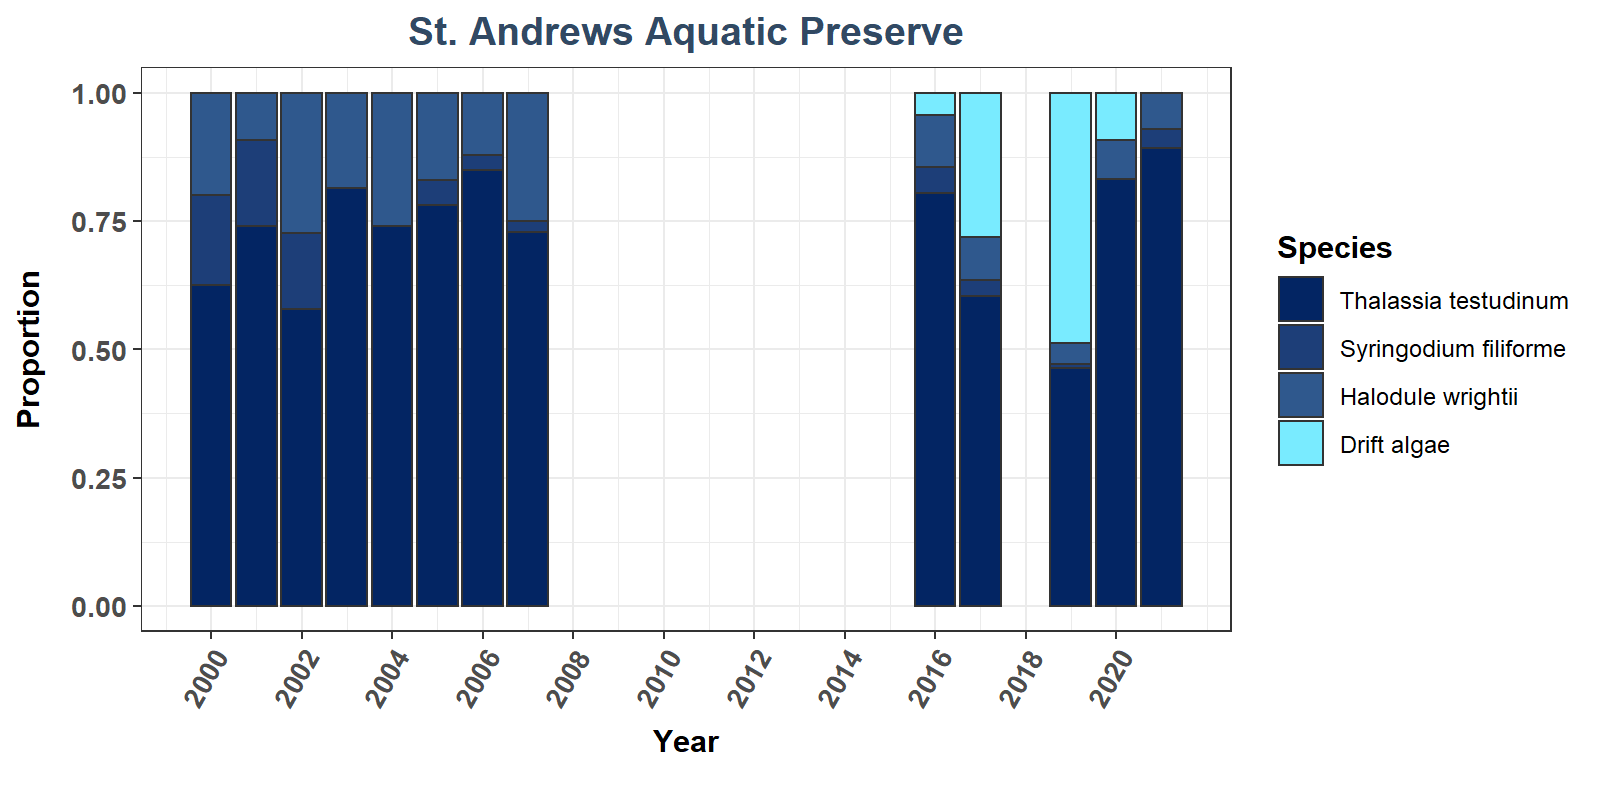 St. Andrews Aquatic Preserve
Proportion
1.00
0.75
0.50
0.25
0.00
2000
2002
2004
2006
2008
2010
2012
2014
2016
2018
2020
Year
Species
Thalassia testudinum
Syringodium filiforme
Halodule wrightii
Drift algae